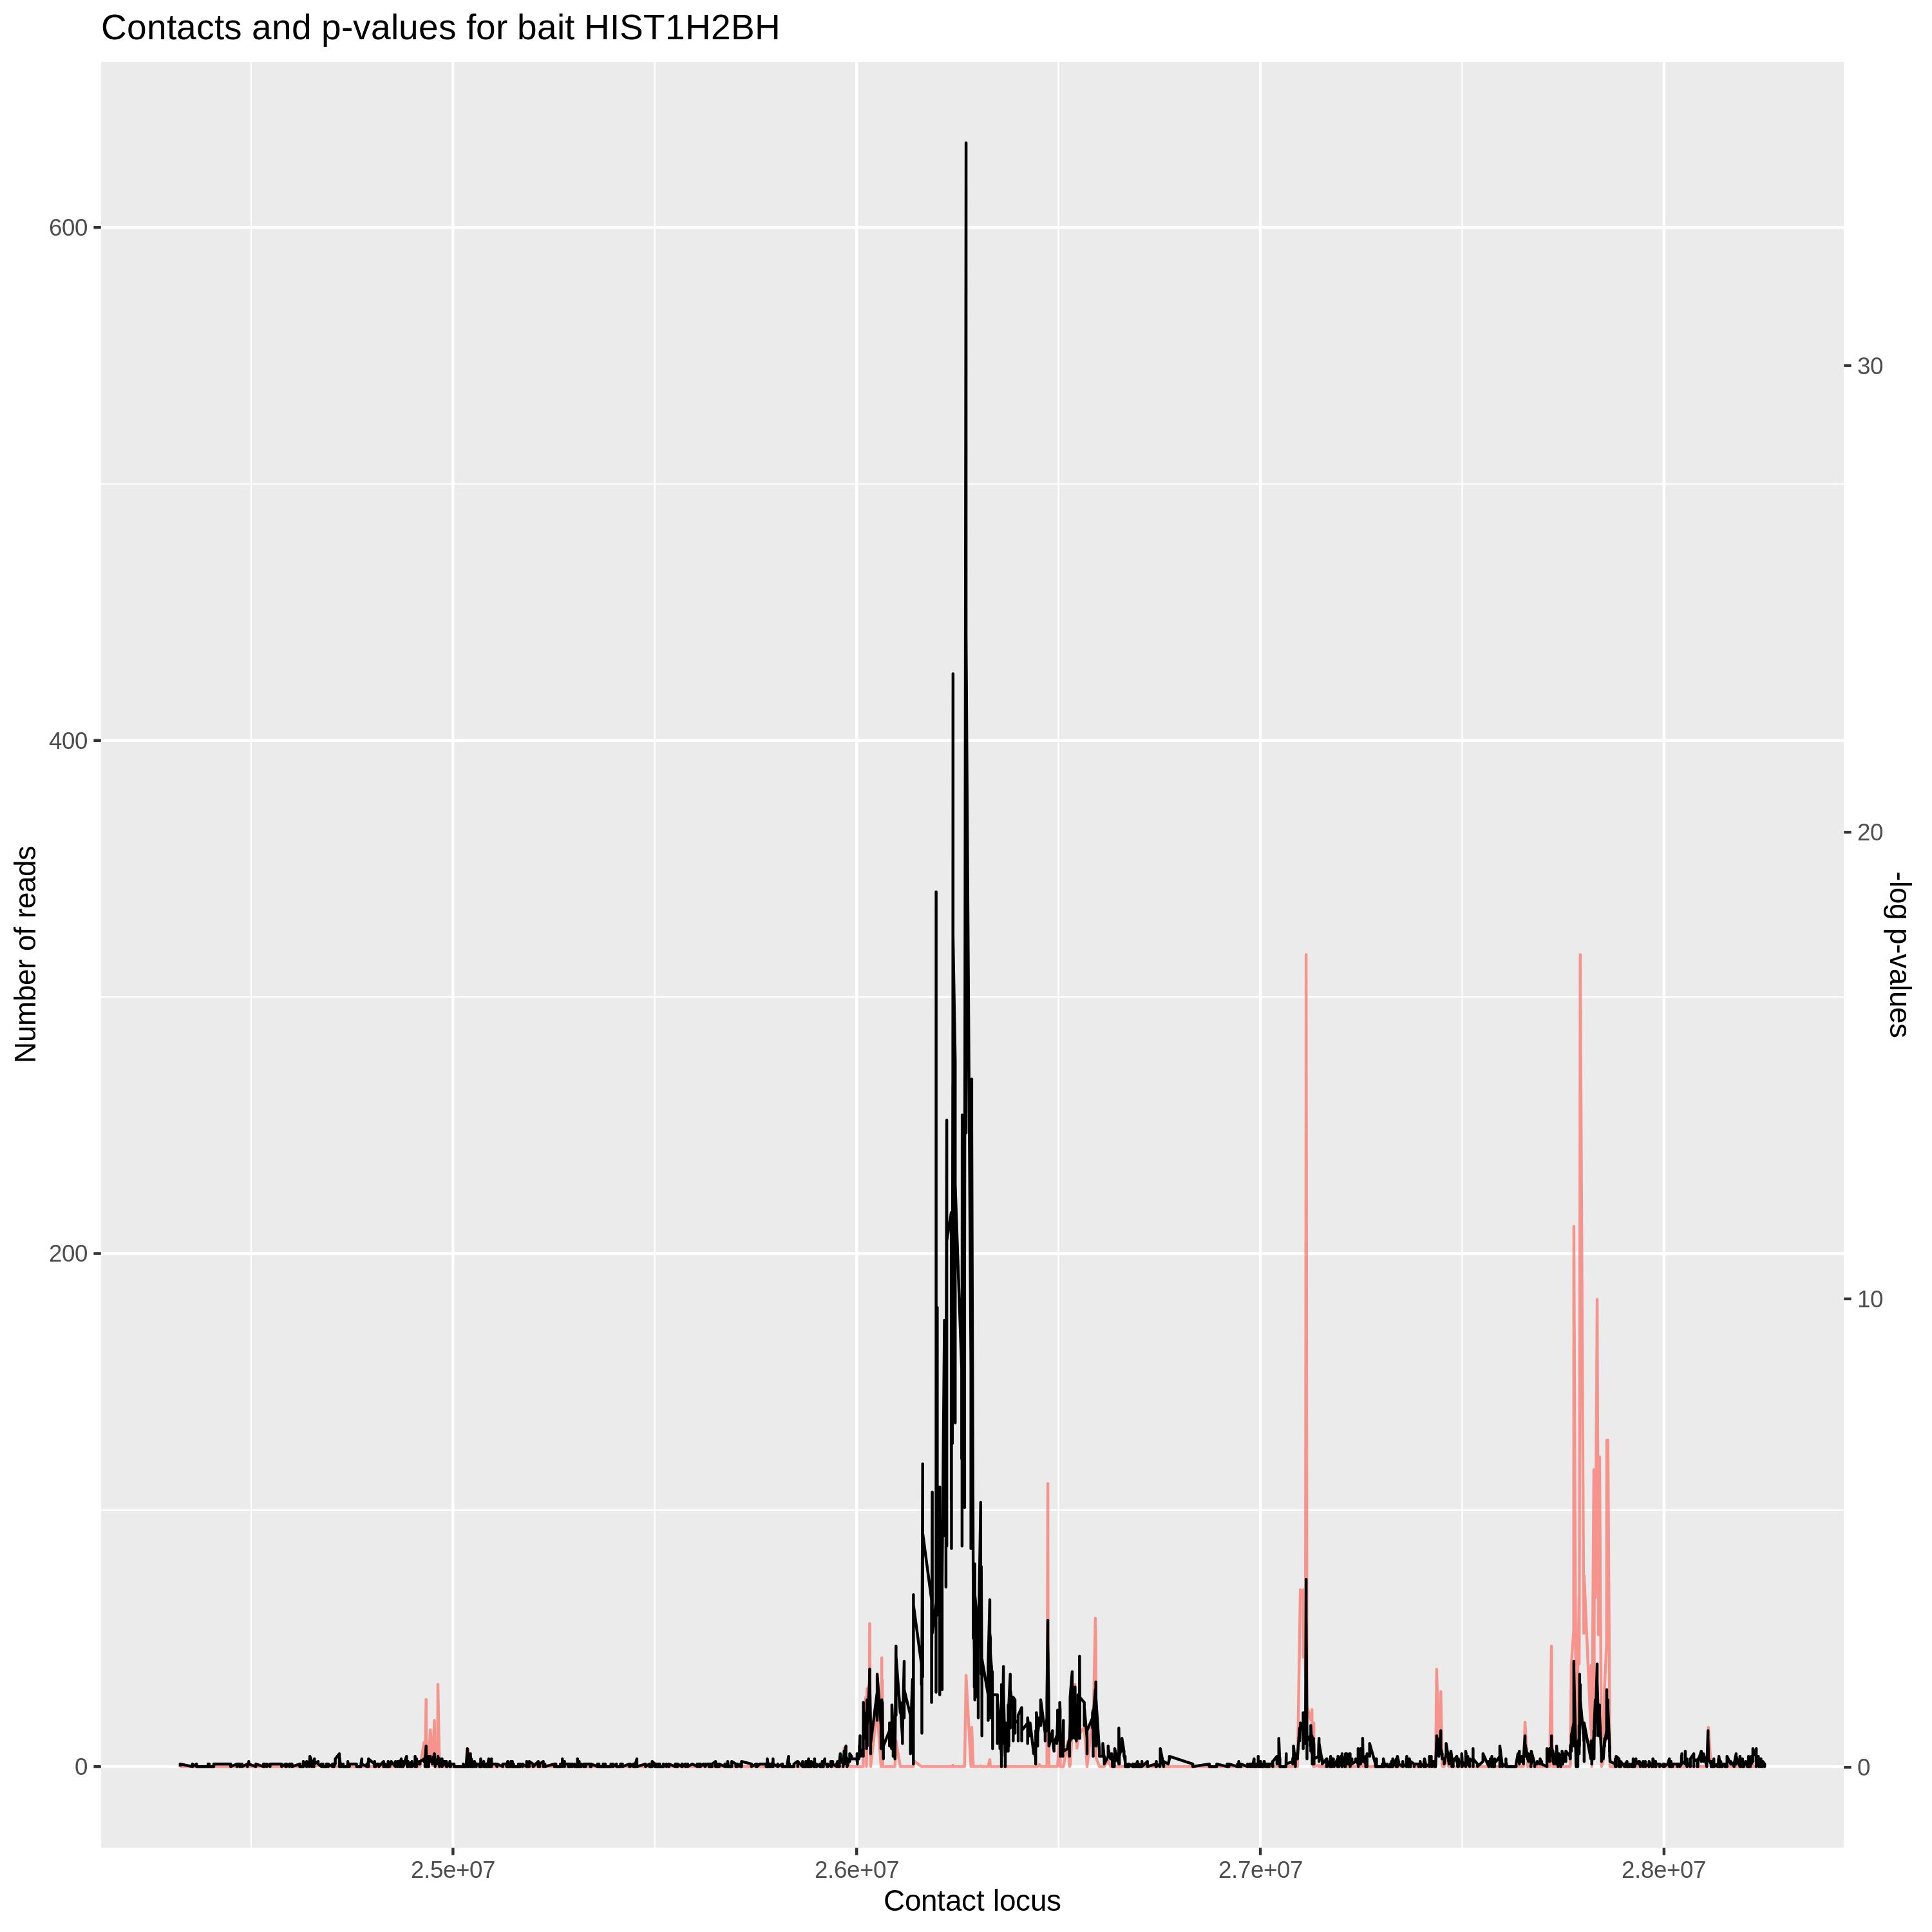 Contacts and p-values for bait HIST1H2BH
600
400
200
0
30
20
10
0
Number of reads
-log p-values
2.5e+07 2.6e+07 2.7e+07 2.8e+07
Contact locus